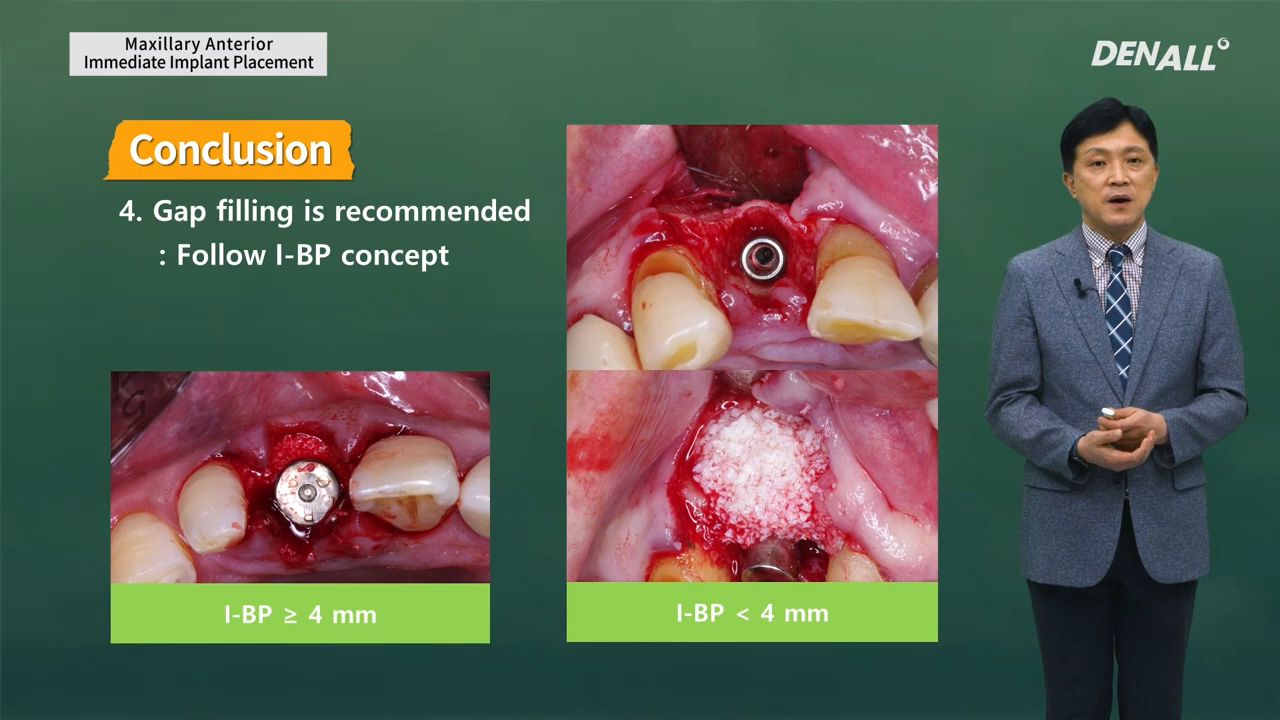 Maxillary Anterior
Immediate Implant Placement
DENALL
Conclusion
4. Gap filling is recommended
: Follow I-BP concept
I-BP ≥ 4 mm
I-BP < 4 mm